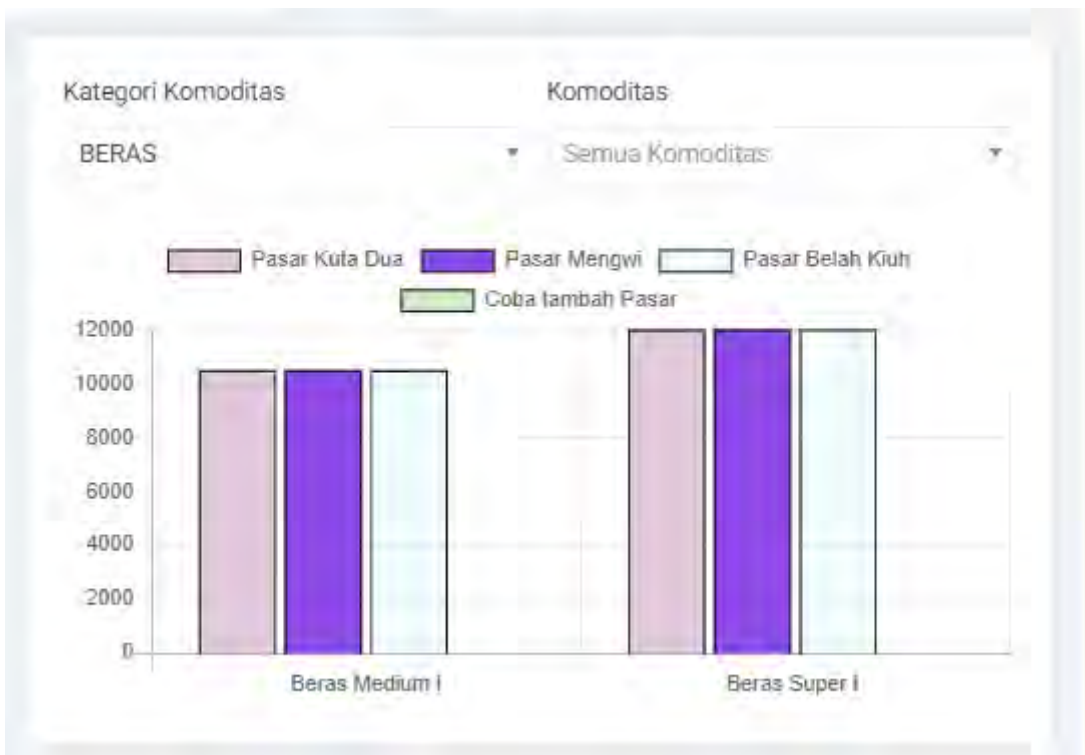 Kategori Komoditas Komoditas
BERAS Semua Komoditas
Pasar Kuta Dua Pasar Mengwi Pasar Belah Kiuh
Coba tambah Pasar
12000
10000
8000
6000
4000
2000
0
Beras Medium I Beras Super I